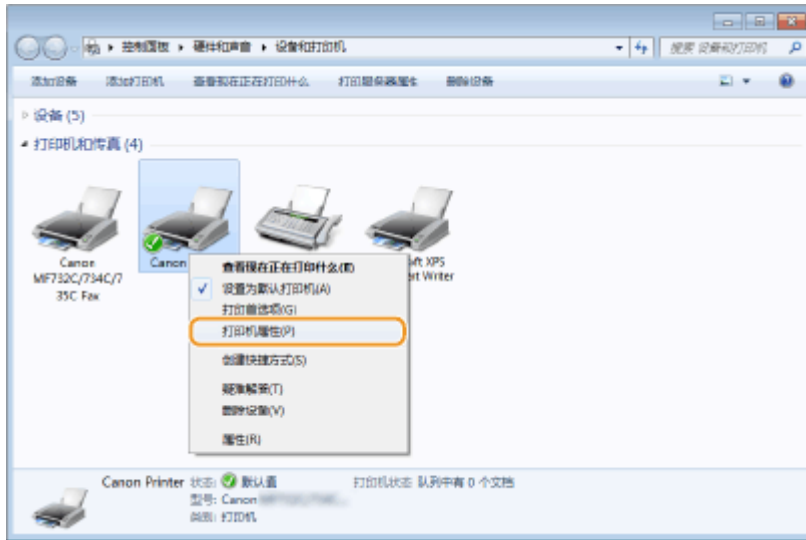 控制面板 ▸ 硬件和声音 ▸ 设备和打印机
搜索 设备和打印机
添加设备 添加打印机 查看现在正在打印什么 打印服务器属性 删除设备
设备 (5)
打印机和传真 (4)
Canon
MF732C/734C/7
35C Fax
Canon
XPS
Writer
查看现在正在打印什么(E)
设置为默认打印机(A)
打印首选项(G)
打印机属性(P)
创建快捷方式(S)
疑难解答(T)
删除设备(V)
属性(R)
Canon Printer 状态: 默认值 打印机状态: 队列中有 0 个文档
型号: Canon
类别: 打印机